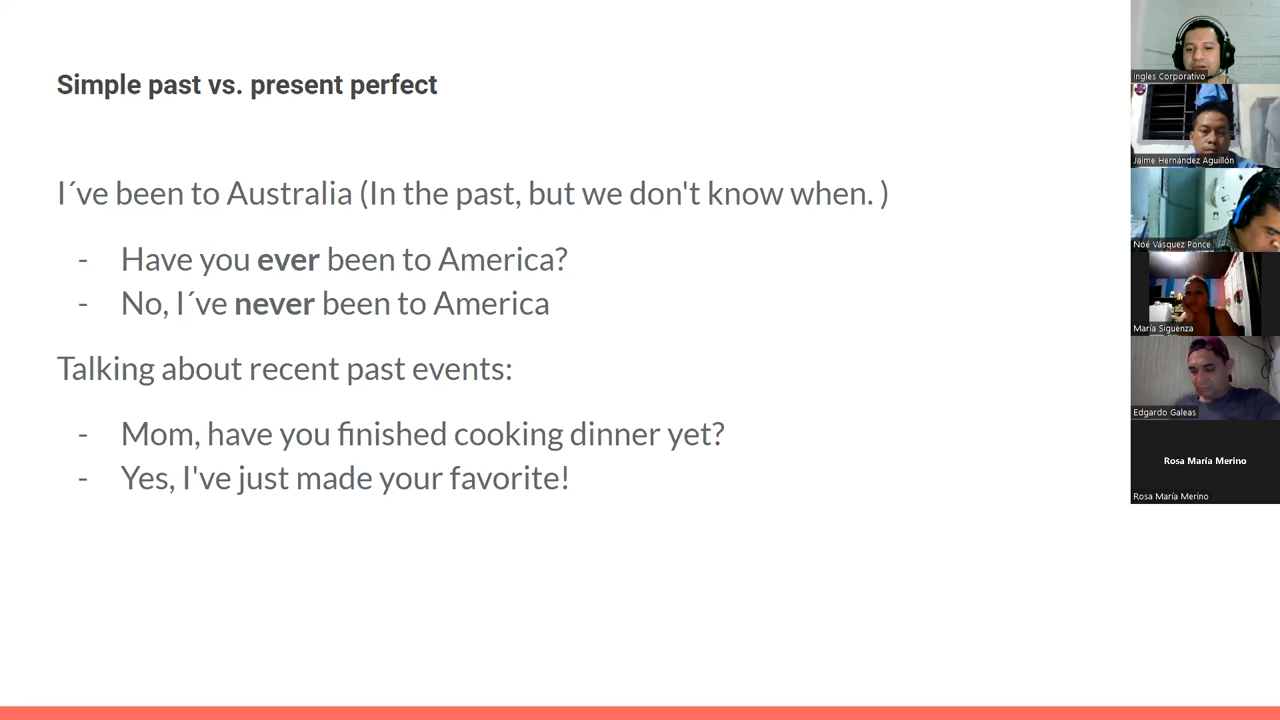 Simple past vs. present perfect
I´ve been to Australia (In the past, but we don't know when. )
- Have you ever been to America?
- No, I´ve never been to America
Talking about recent past events:
- Mom, have you finished cooking dinner yet?
- Yes, I've just made your favorite!
Ingles Corporativo
Jaime Hernández Aguillón
Noé Vásquez Ponce
María Siguenza
Edgardo Galeas
Rosa María Merino
Rosa María Merino